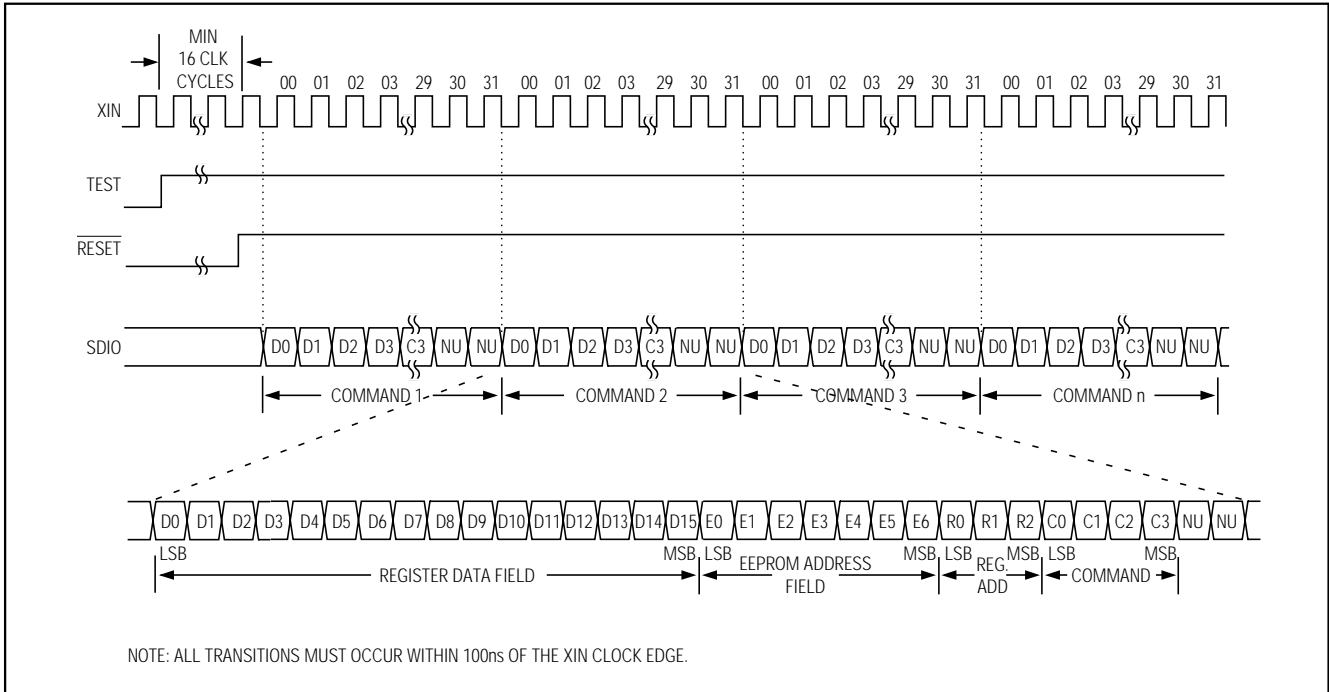 MIN
16 CLK
CYCLES
00 01 02 03 29 30 31 00 01 02 03 29 30 31 00 01 02 03 29 30 31 00 01 02 03 29 30 31
XIN
TEST
RESET
SDIO D0 D1 D2 D3 C3 NU NU D0 D1 D2 D3 C3 NU NU D0 D1 D2 D3 C3 NU NU D0 D1 D2 D3 C3 NU NU
COMMAND 1 COMMAND 2 COMMAND 3 COMMAND n
D0 D1 D2 D3 D4 D5 D6 D7 D8 D9 D10 D11 D12 D13 D14 D15 E0 E1 E2 E3 E4 E5 E6 R0 R1 R2 C0 C1 C2 C3 NU NU
LSB MSB LSB MSB LSB MSB LSB MSB
REGISTER DATA FIELD EEPROM ADDRESS FIELD REG. ADD COMMAND
NOTE: ALL TRANSITIONS MUST OCCUR WITHIN 100ns OF THE XIN CLOCK EDGE.